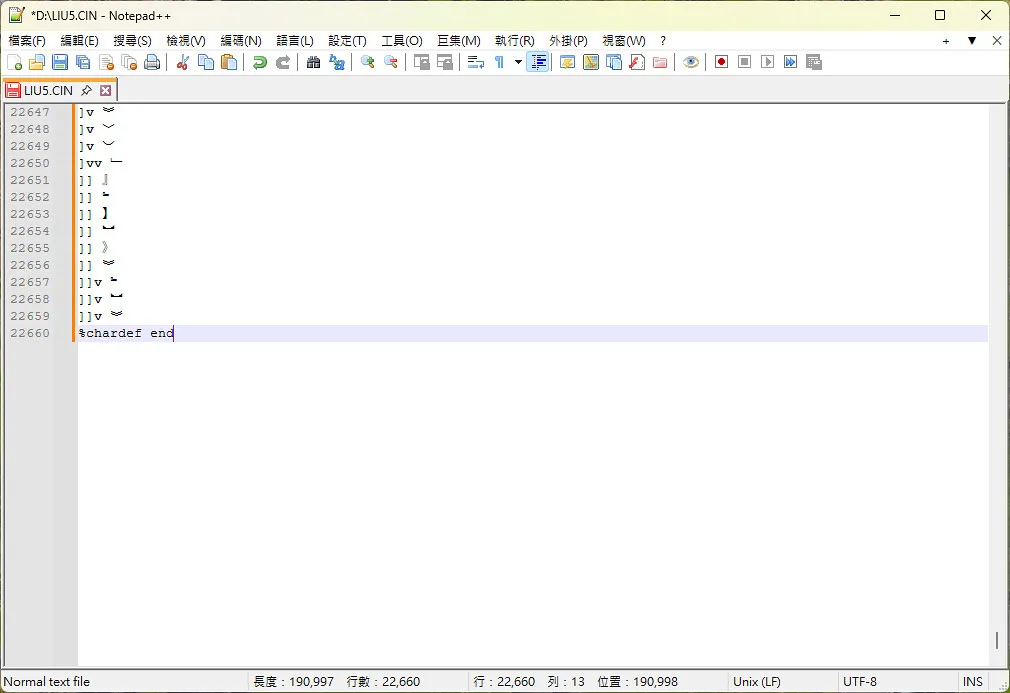 *D:\LIU5.CIN - Notepad++
檔案(F) 編輯(E) 搜尋(S) 檢視(V) 編碼(N) 語言(L) 設定(T) 工具(O) 巨集(M) 執行(R) 外掛(P) 視窗(W) ?
LIU5.CIN
22647 ]v ︾
22648 ]v ﹀
22649 ]v ︶
22650 ]vv ﹂
22651 ]] 』
22652 ]] ﹄
22653 ]] 】
22654 ]] ︼
22655 ]] 》
22656 ]] ︾
22657 ]]v ﹄
22658 ]]v ︼
22659 ]]v ︾
22660 %chardef end
Normal text file 長度：190,997 行數：22,660 行：22,660 列：13 位置：190,998 Unix (LF) UTF-8 INS